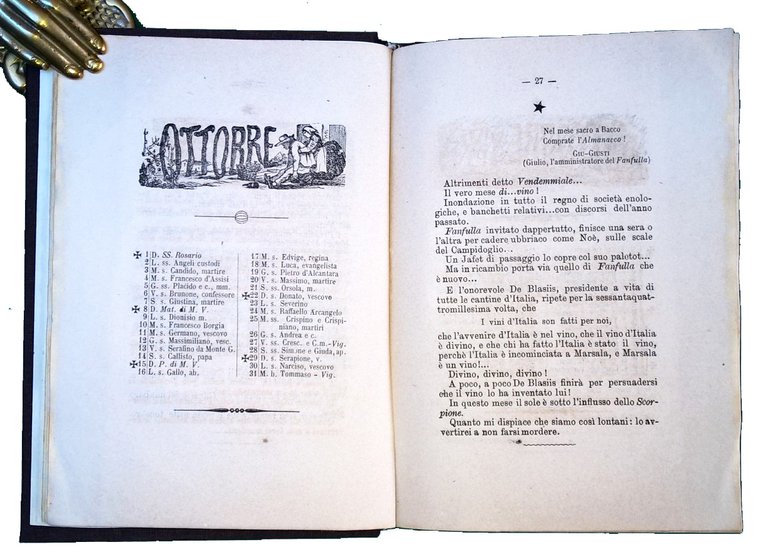 OTTOBRE
✠ 1 D. SS. Rosario
2 L. ss. Angeli custodi
3 M. s. Candido, martire
4 M. s. Francesco d'Assisi
5 G. ss. Placido e c., mm.
6 V. s. Brunone, confessore
7 S. s. Giustina, martire
✠ 8 D. Mat. di M. V.
9 L. s. Dionisio m.
10 M. s. Francesco Borgia
11 M. s. Germano, vescovo
12 G. s. Massimiliano, vesc.
13 V. s. Serafino da Monte G.
14 S. s. Callisto, papa
✠ 15 D. P. di M. V.
16 L. s. Gallo, ab.
17 M. s. Edvige, regina
18 M. s. Luca, evangelista
19 G. s. Pietro d'Alcantara
20 V. s. Massimo, martire
21 S. ss. Orsola, m.
✠ 22 D. s. Donato, vescovo
23 L. s. Severino
24 M. s. Raffaello Arcangelo
25 M. ss. Crispino e Crispi-
niano, martiri
26 G. s. Andrea e c.
27 V. ss. Cresc. e C.m.-Vig.
28 S. ss. Simone e Giuda, ap.
✠ 29 D. s. Serapione, v.
30 L. s. Narciso, vescovo
31 M. b. Tommaso - Vig.
— 27 —
★
Nel mese sacro a Bacco
Comprate l'Almanacco!
GIU-GIUSTI
(Giulio, l'amministratore del Fanfulla)
Altrimenti detto Vendemmiale...
Il vero mese di...vino!
Inondazione in tutto il regno di società enolo-
giche, e banchetti relativi...con discorsi dell'anno
passato.
Fanfulla invitato dappertutto, finisce una sera o
l'altra per cadere ubbriaco come Noè, sulle scale
del Campidoglio...
Un Jafet di passaggio lo copre col suo paletot...
Ma in ricambio porta via quello di Fanfulla che
è nuovo...
E l'onorevole De Blasiis, presidente a vita di
tutte le cantine d'Italia, ripete per la sessantaquat-
tromillesima volta, che
I vini d'Italia son fatti per noi,
che l'avvenire d'Italia è nel vino, che il vino d'Italia
è divino, e che chi ha fatto l'Italia è stato il vino,
perchè l'Italia è incominciata a Marsala, e Marsala
è un vino!...
Divino, divino, divino!
A poco, a poco De Blasiis finirà per persuadersi
che il vino lo ha inventato lui!
In questo mese il sole è sotto l'influsso dello Scor-
pione.
Quanto mi dispiace che siamo così lontani: lo av-
vertirei a non farsi mordere.